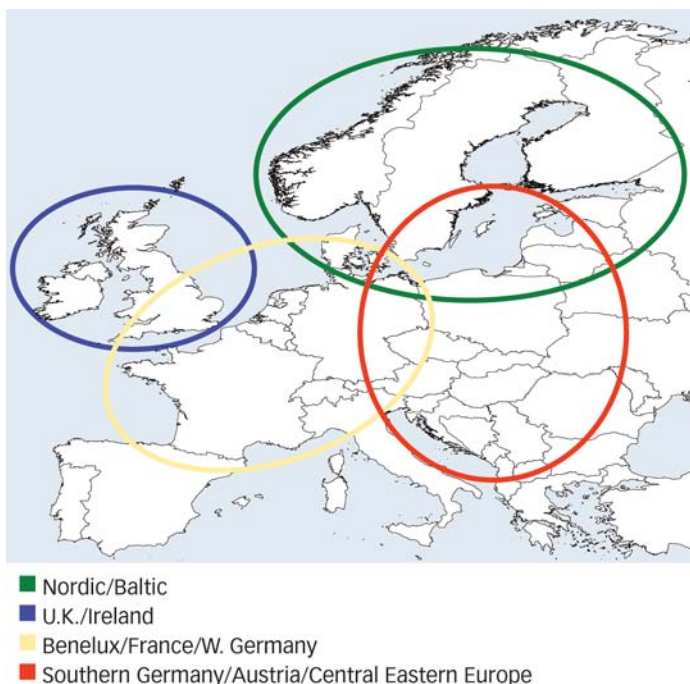 Nordic/Baltic
U.K./Ireland
Benelux/France/W. Germany
Southern Germany/Austria/Central Eastern Europe